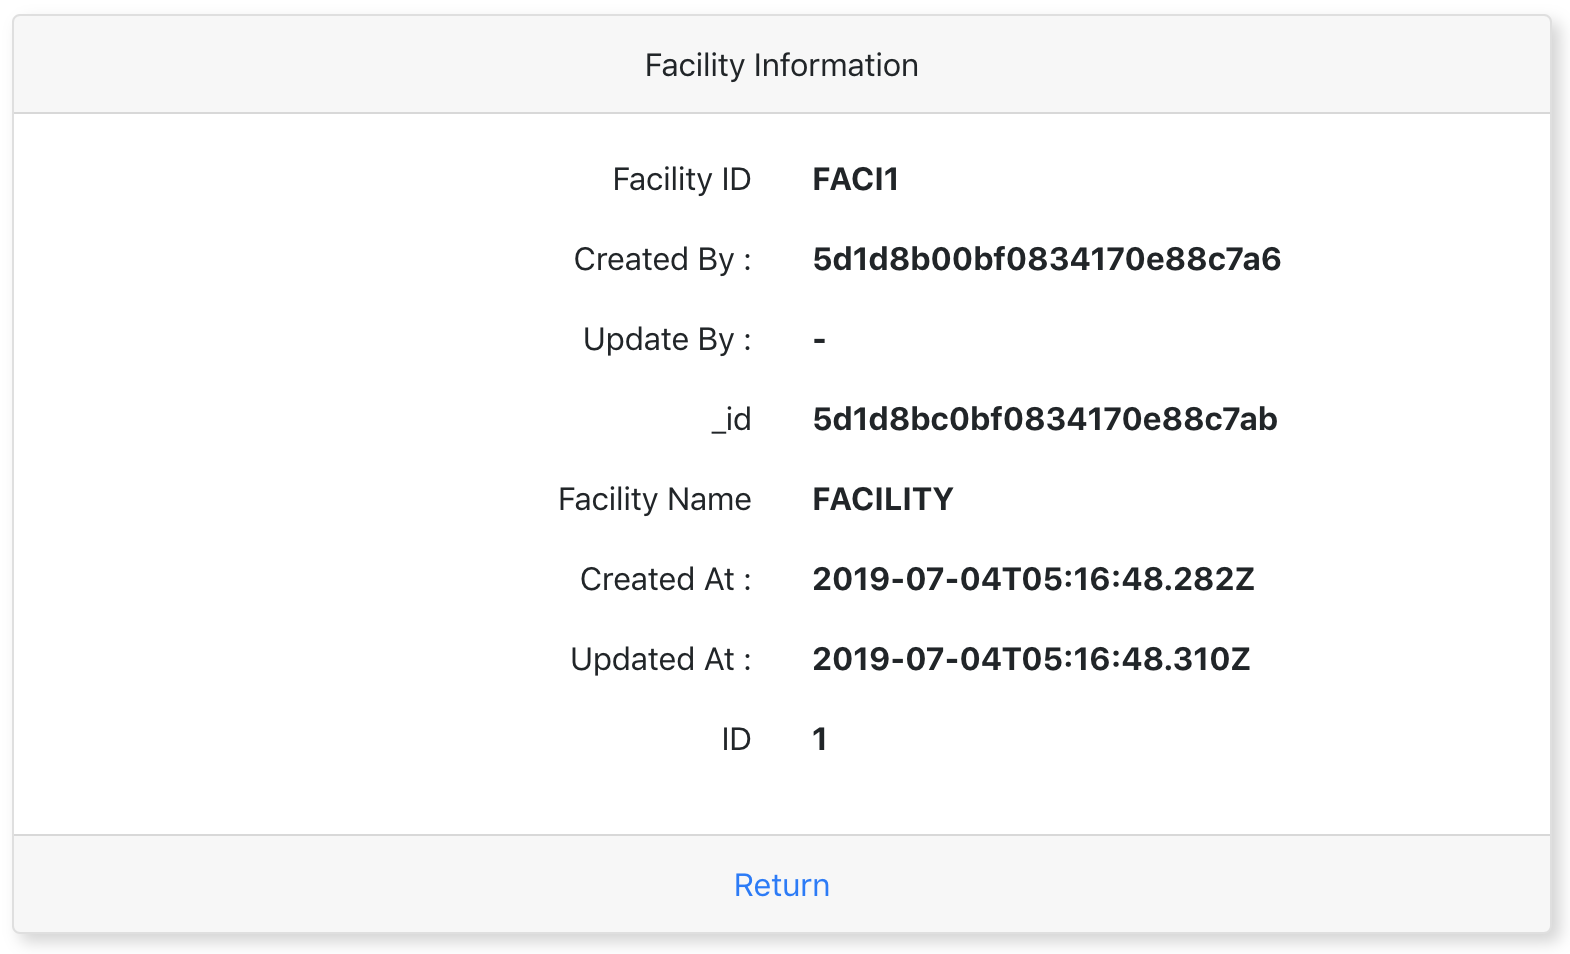 Facility Information
Facility ID FACI1
Created By : 5d1d8b00bf0834170e88c7a6
Update By : -
_id 5d1d8bc0bf0834170e88c7ab
Facility Name FACILITY
Created At : 2019-07-04T05:16:48.282Z
Updated At : 2019-07-04T05:16:48.310Z
ID 1
Return